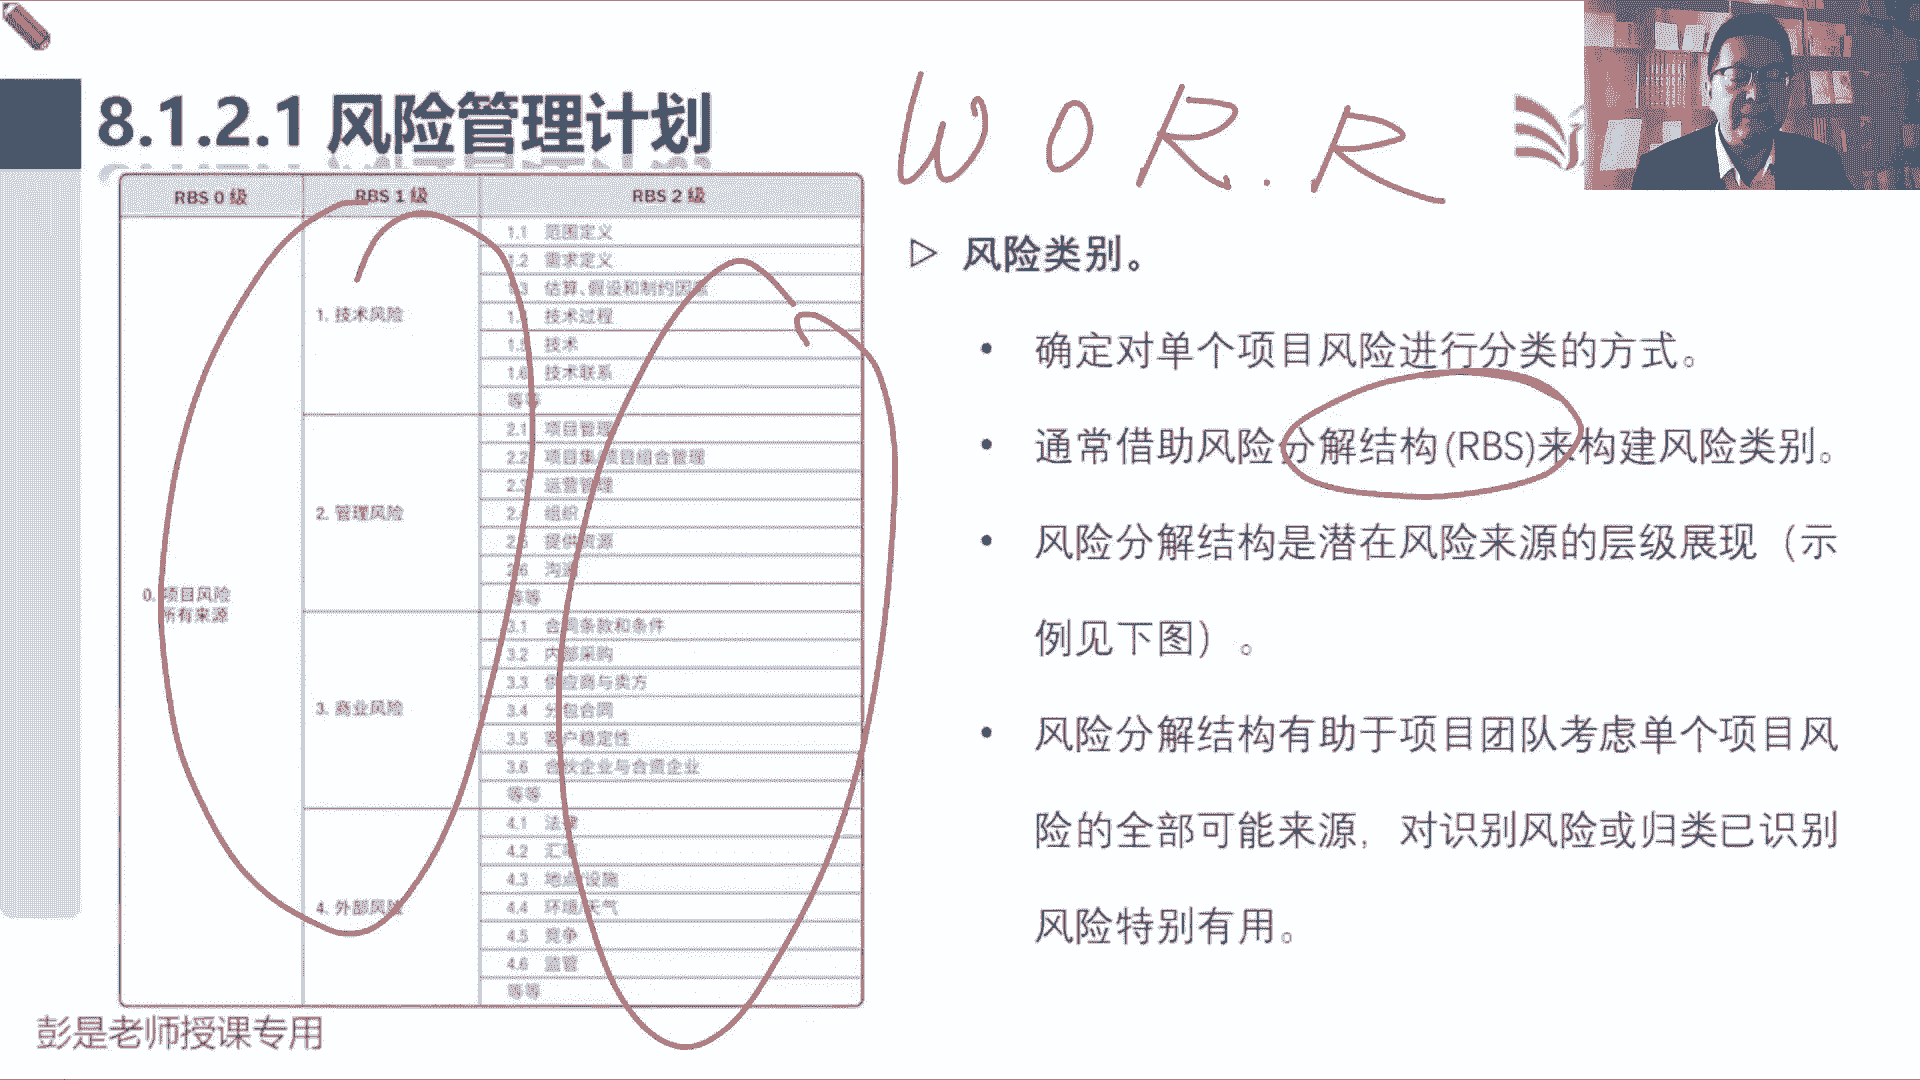 8.1.2.1 风险管理计划
W O R . R
RBS 0 级
RBS 1 级
RBS 2 级
0. 项目风险
所有来源
1. 技术风险
1.1 范围定义
1.2 需求定义
1.3 估算、假设和制约因素
1.4 技术过程
1.5 技术
1.6 技术联系
等等
2. 管理风险
2.1 项目管理
2.2 项目集/项目组合管理
2.3 运营管理
2.4 组织
2.5 提供资源
2.6 沟通
等等
3. 商业风险
3.1 合同条款和条件
3.2 内部采购
3.3 供应商与卖方
3.4 分包合同
3.5 客户稳定性
3.6 合伙企业与合资企业
等等
4. 外部风险
4.1 法律
4.2 汇率
4.3 地点/设施
4.4 环境/天气
4.5 竞争
4.6 监管
等等
风险类别。
• 确定对单个项目风险进行分类的方式。
• 通常借助风险分解结构(RBS)来构建风险类别。
• 风险分解结构是潜在风险来源的层级展现（示
例见下图）。
• 风险分解结构有助于项目团队考虑单个项目风
险的全部可能来源，对识别风险或归类已识别
风险特别有用。
彭是老师授课专用